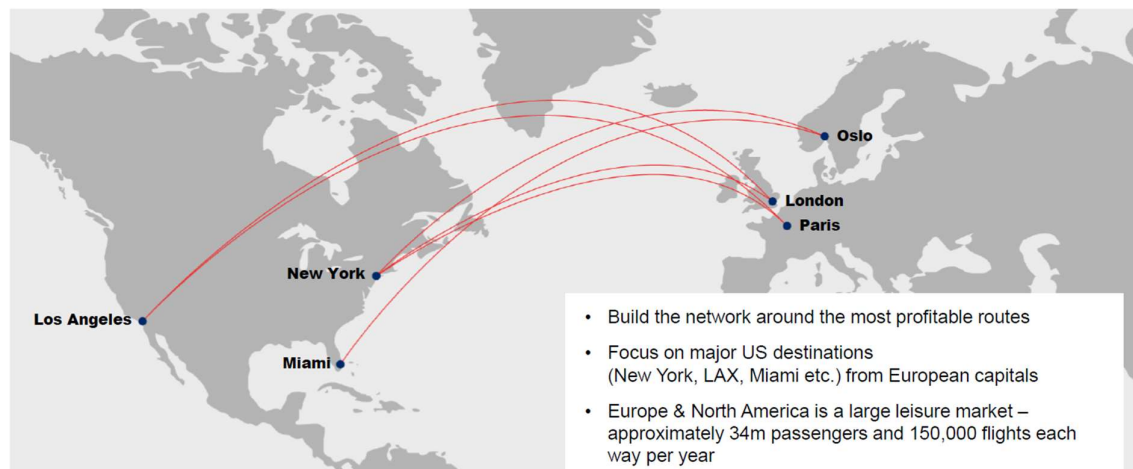 Oslo
London
Paris
New York
Los Angeles
Miami
• Build the network around the most profitable routes
• Focus on major US destinations
(New York, LAX, Miami etc.) from European capitals
• Europe & North America is a large leisure market –
approximately 34m passengers and 150,000 flights each
way per year